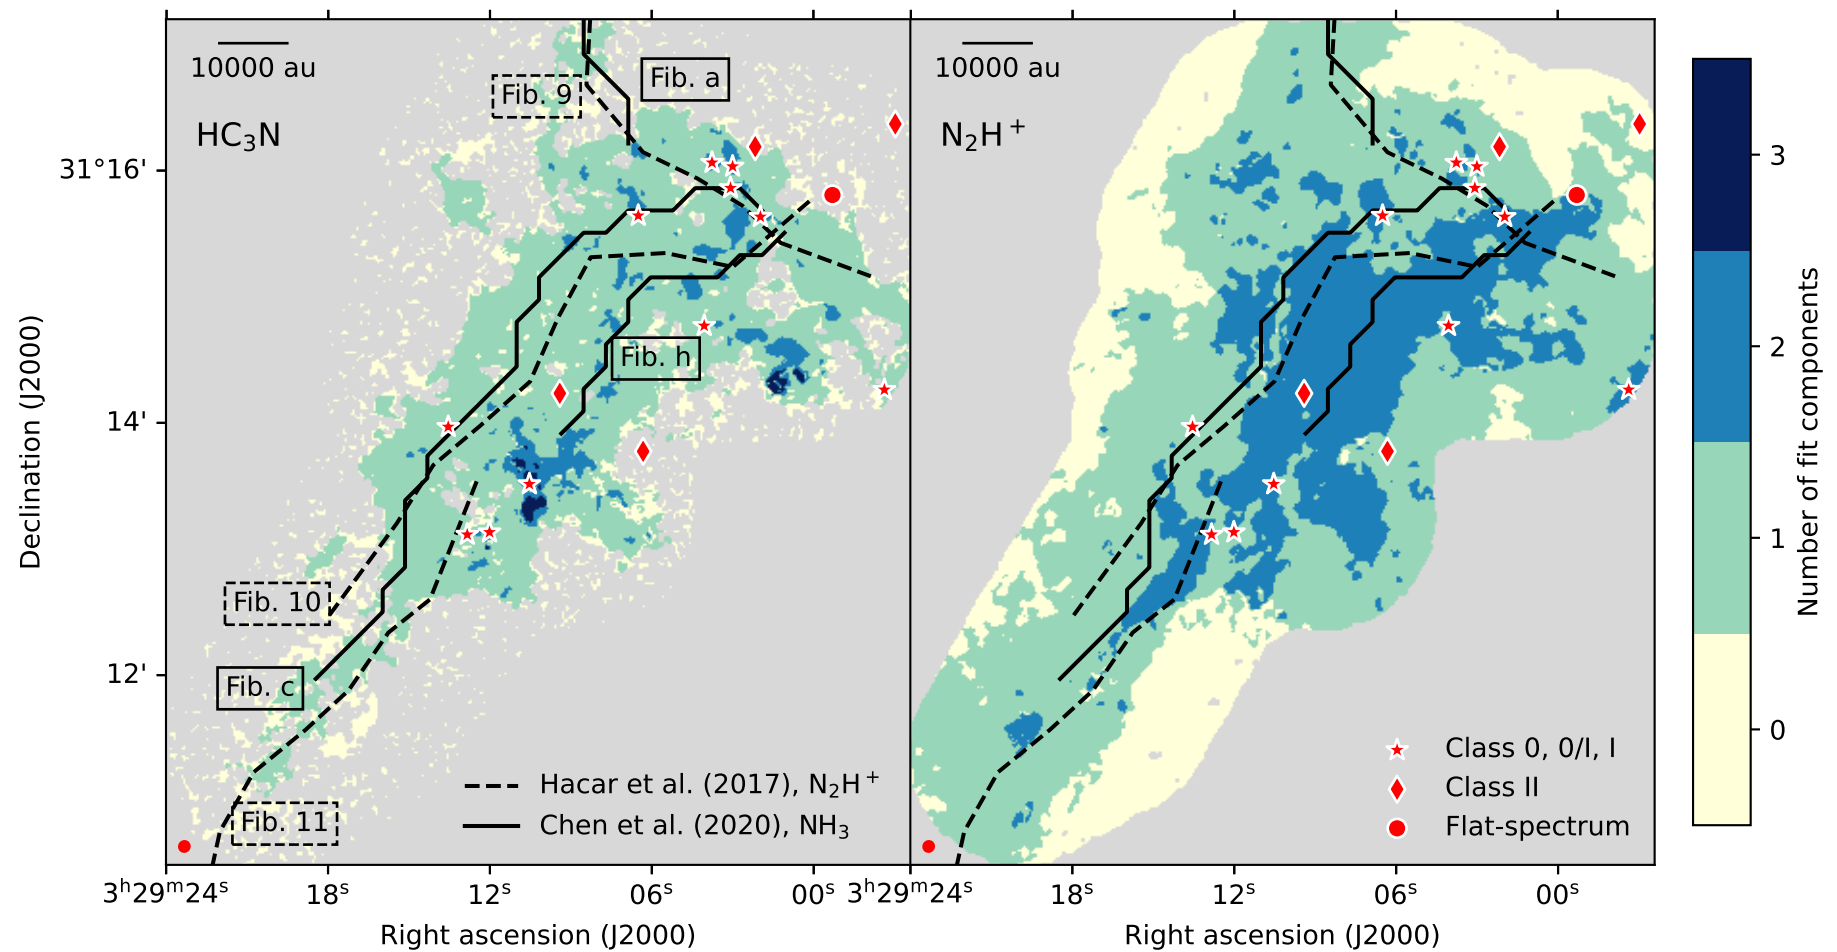 10000 au
Fib. a
Fib. 9
HC₃N
31°16'
Fib. h
14'
Fib. 10
12'
Fib. c
Fib. 11
Hacar et al. (2017), N₂H⁺
Chen et al. (2020), NH₃
Declination (J2000)
3ʰ29ᵐ24ˢ
18ˢ
12ˢ
06ˢ
00ˢ
Right ascension (J2000)
10000 au
N₂H⁺
Class 0, 0/I, I
Class II
Flat-spectrum
3ʰ29ᵐ24ˢ
18ˢ
12ˢ
06ˢ
00ˢ
Right ascension (J2000)
3
2
1
0
Number of fit components